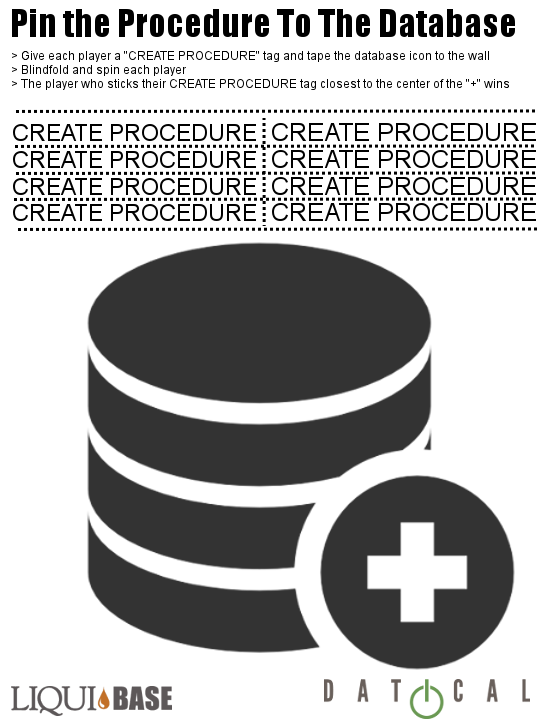 Pin the Procedure To The Database
> Give each player a "CREATE PROCEDURE" tag and tape the database icon to the wall
> Blindfold and spin each player
> The player who sticks their CREATE PROCEDURE tag closest to the center of the "+" wins
CREATE PROCEDURE CREATE PROCEDURE
CREATE PROCEDURE CREATE PROCEDURE
CREATE PROCEDURE CREATE PROCEDURE
CREATE PROCEDURE CREATE PROCEDURE
LIQUIBASE
DATICAL